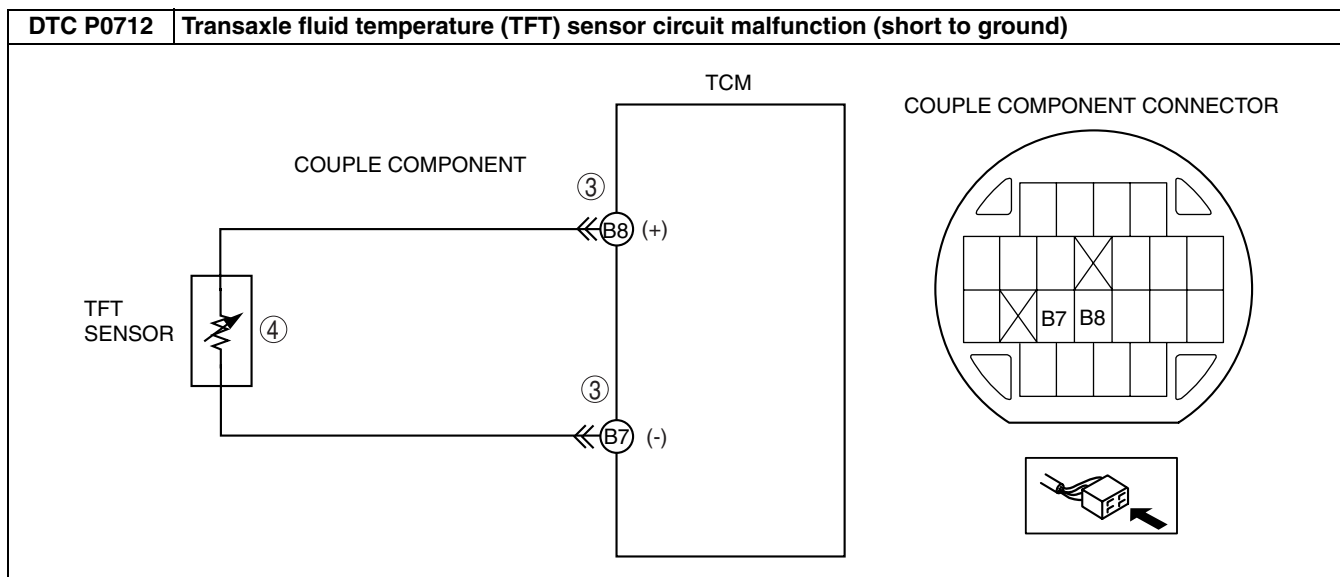 DTC P0712 Transaxle fluid temperature (TFT) sensor circuit malfunction (short to ground)
TCM
COUPLE COMPONENT CONNECTOR
COUPLE COMPONENT
③
B8 (+)
TFT
SENSOR
④
B7 B8
③
B7 (-)